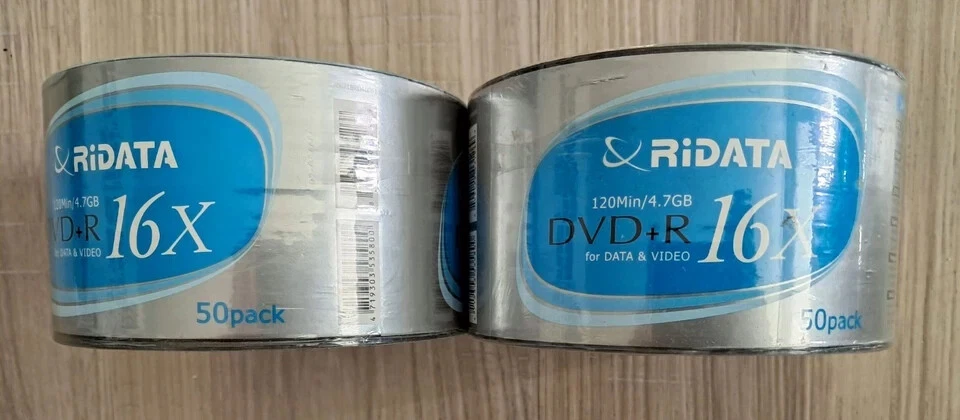 RiDATA
120Min/4.7GB
DVD+R 16X
for DATA & VIDEO
50pack
4719303535800
RiDATA
120Min/4.7GB
DVD+R 16X
for DATA & VIDEO
50pack